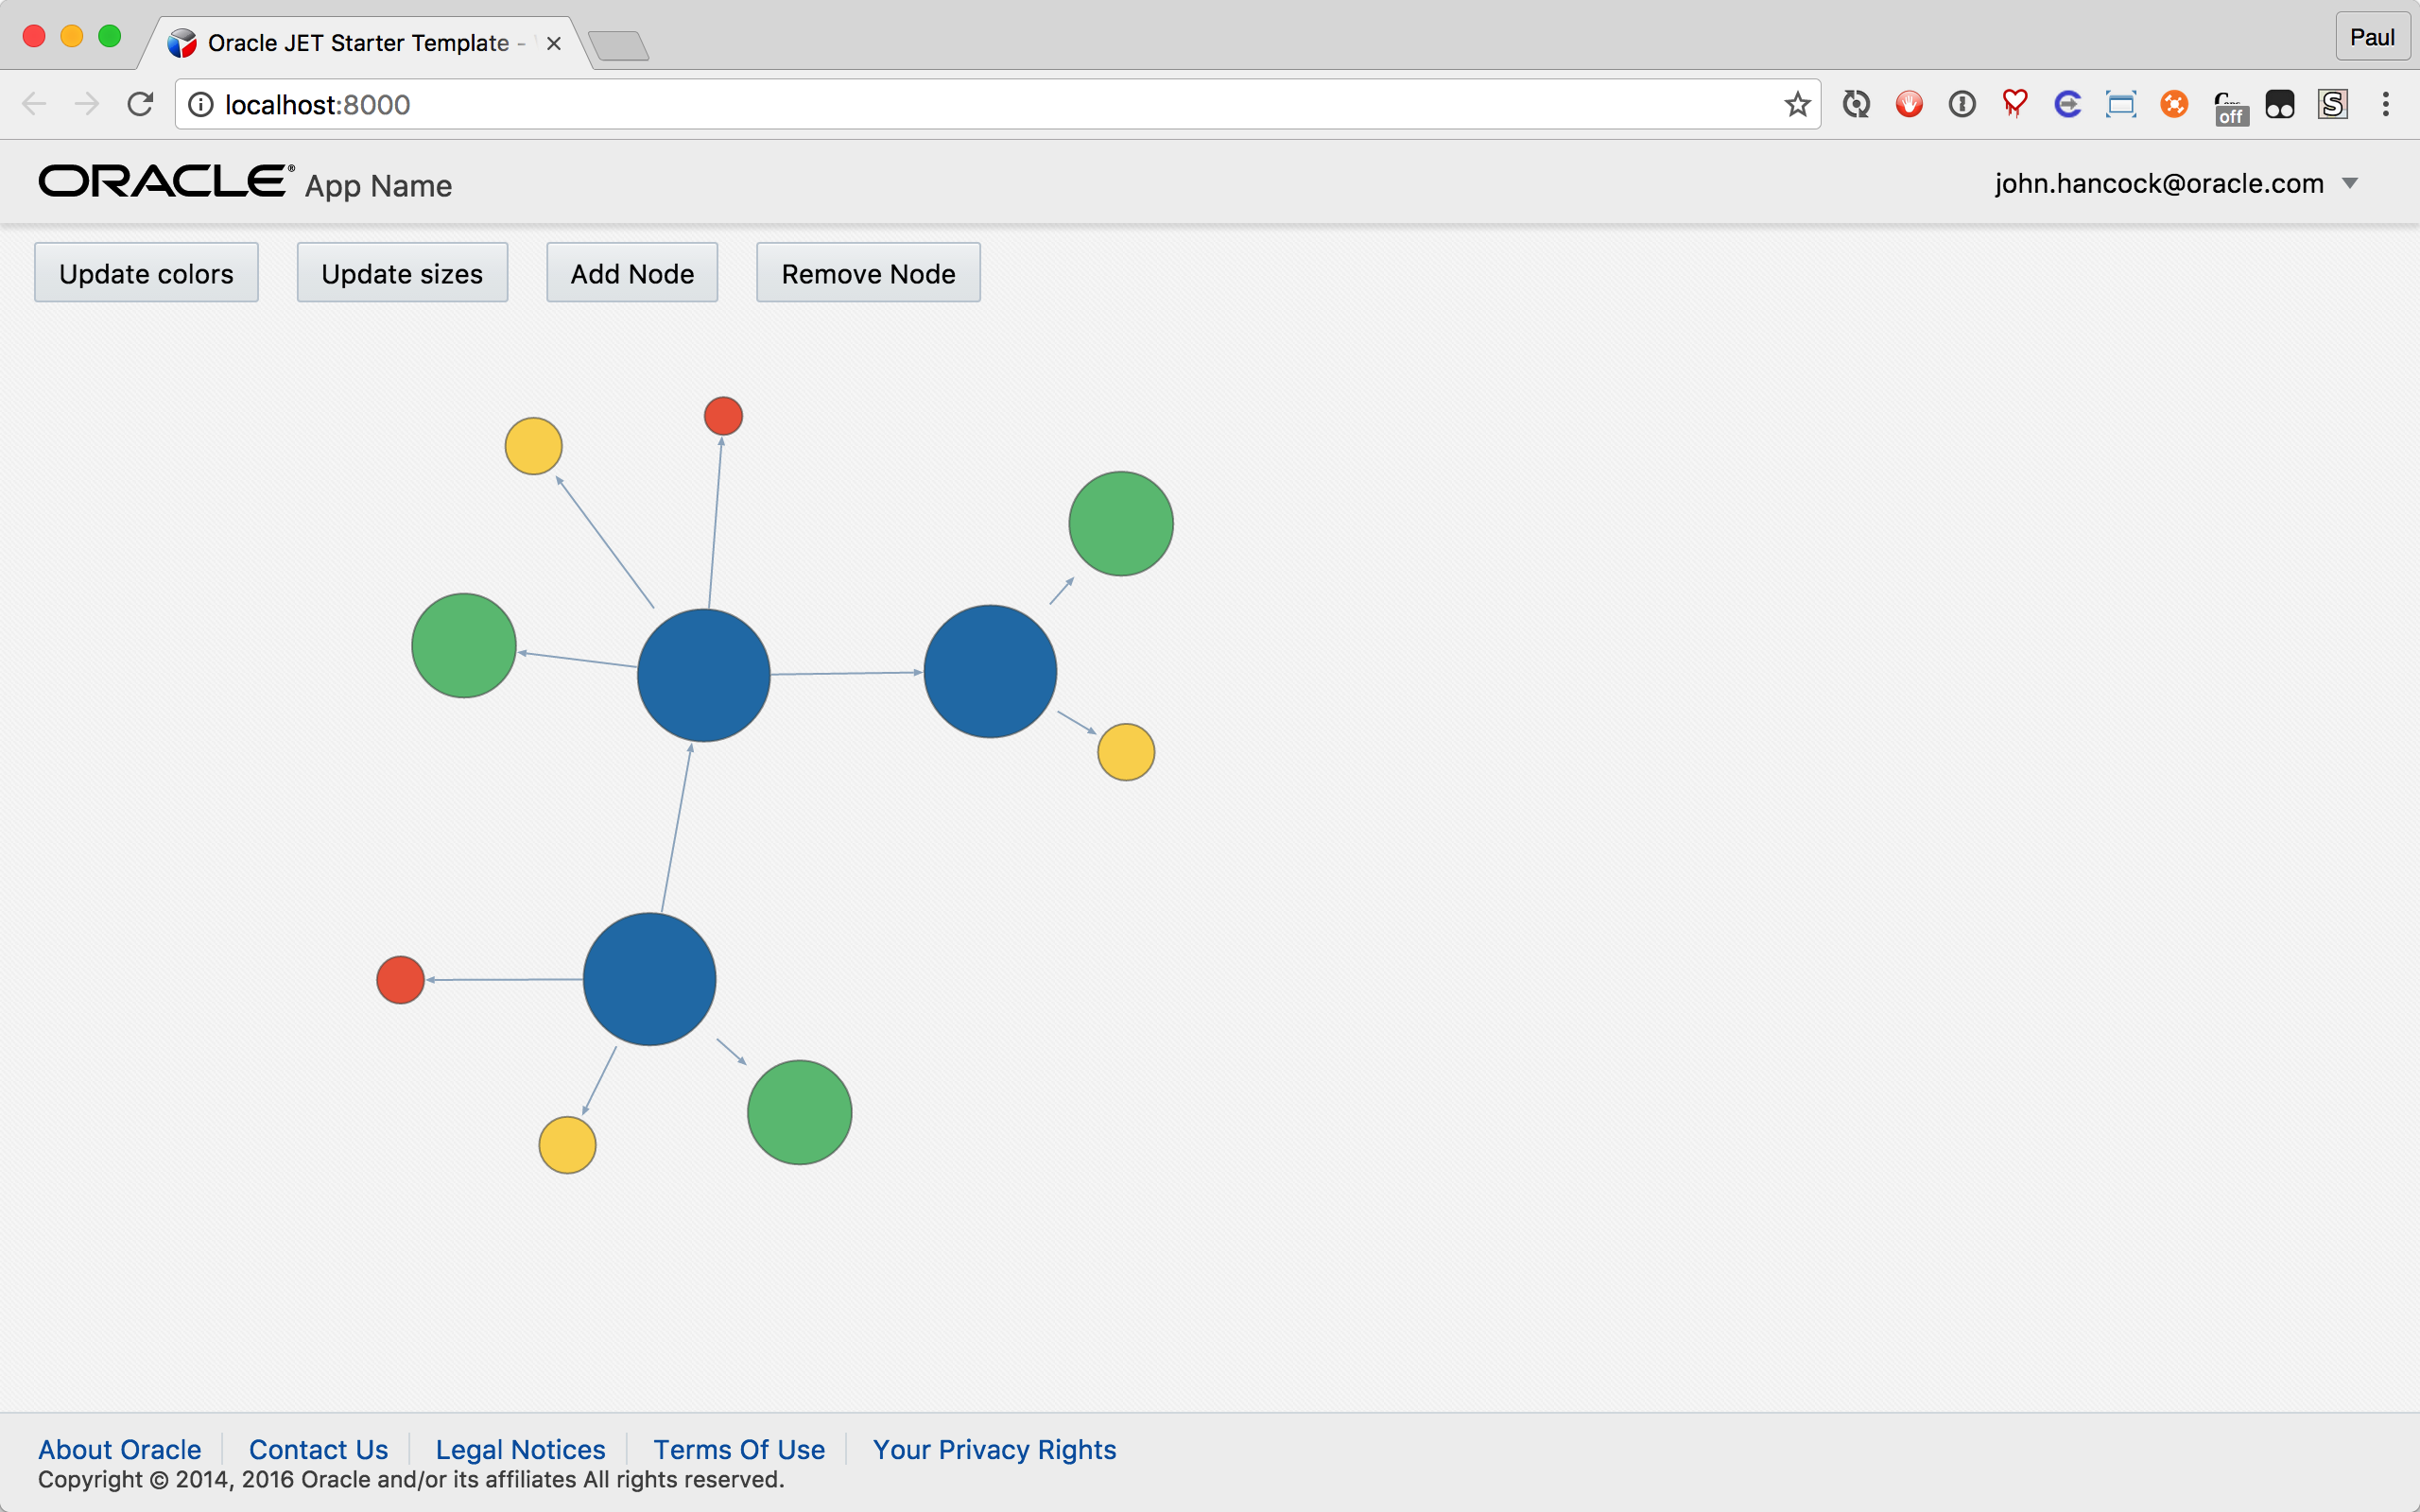 Oracle JET Starter Template -
Paul
localhost:8000
off
ORACLE® App Name
john.hancock@oracle.com
Update colors
Update sizes
Add Node
Remove Node
About Oracle
Contact Us
Legal Notices
Terms Of Use
Your Privacy Rights
Copyright © 2014, 2016 Oracle and/or its affiliates All rights reserved.